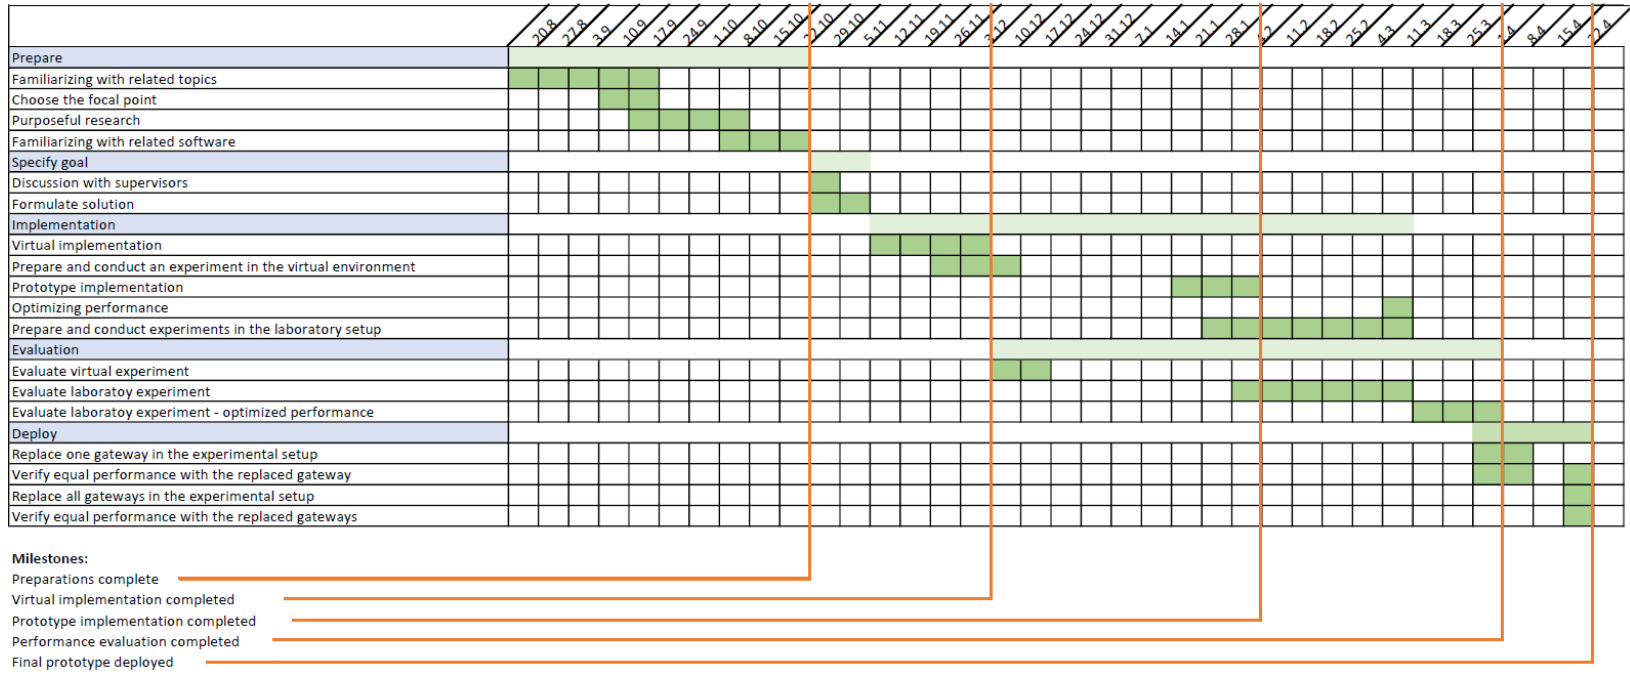 20.8 27.8 3.9 10.9 17.9 24.9 1.10 8.10 15.10 22.10 29.10 5.11 12.11 19.11 26.11 3.12 10.12 17.12 24.12 31.12 7.1 14.1 21.1 28.1 4.2 11.2 18.2 25.2 4.3 11.3 18.3 25.3 1.4 8.4 15.4 22.4
Prepare
Familiarizing with related topics
Choose the focal point
Purposeful research
Familiarizing with related software
Specify goal
Discussion with supervisors
Formulate solution
Implementation
Virtual implementation
Prepare and conduct an experiment in the virtual environment
Prototype implementation
Optimizing performance
Prepare and conduct experiments in the laboratory setup
Evaluation
Evaluate virtual experiment
Evaluate laboratoy experiment
Evaluate laboratoy experiment - optimized performance
Deploy
Replace one gateway in the experimental setup
Verify equal performance with the replaced gateway
Replace all gateways in the experimental setup
Verify equal performance with the replaced gateways
Milestones:
Preparations complete
Virtual implementation completed
Prototype implementation completed
Performance evaluation completed
Final prototype deployed